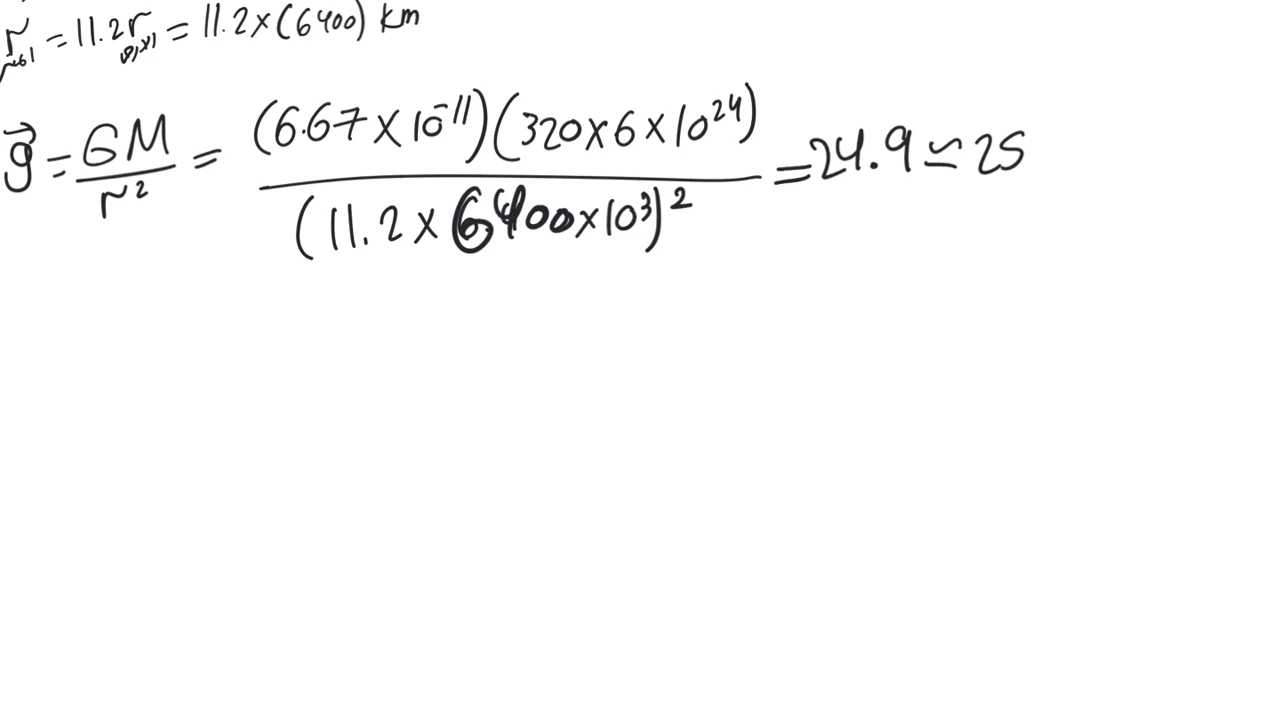 r = 11.2r = 11.2×(6400) km
g⃗ = GM/r² = (6.67×10⁻¹¹)(320×6×10²⁴)/(11.2×6400×10³)² = 24.9 ≃ 25